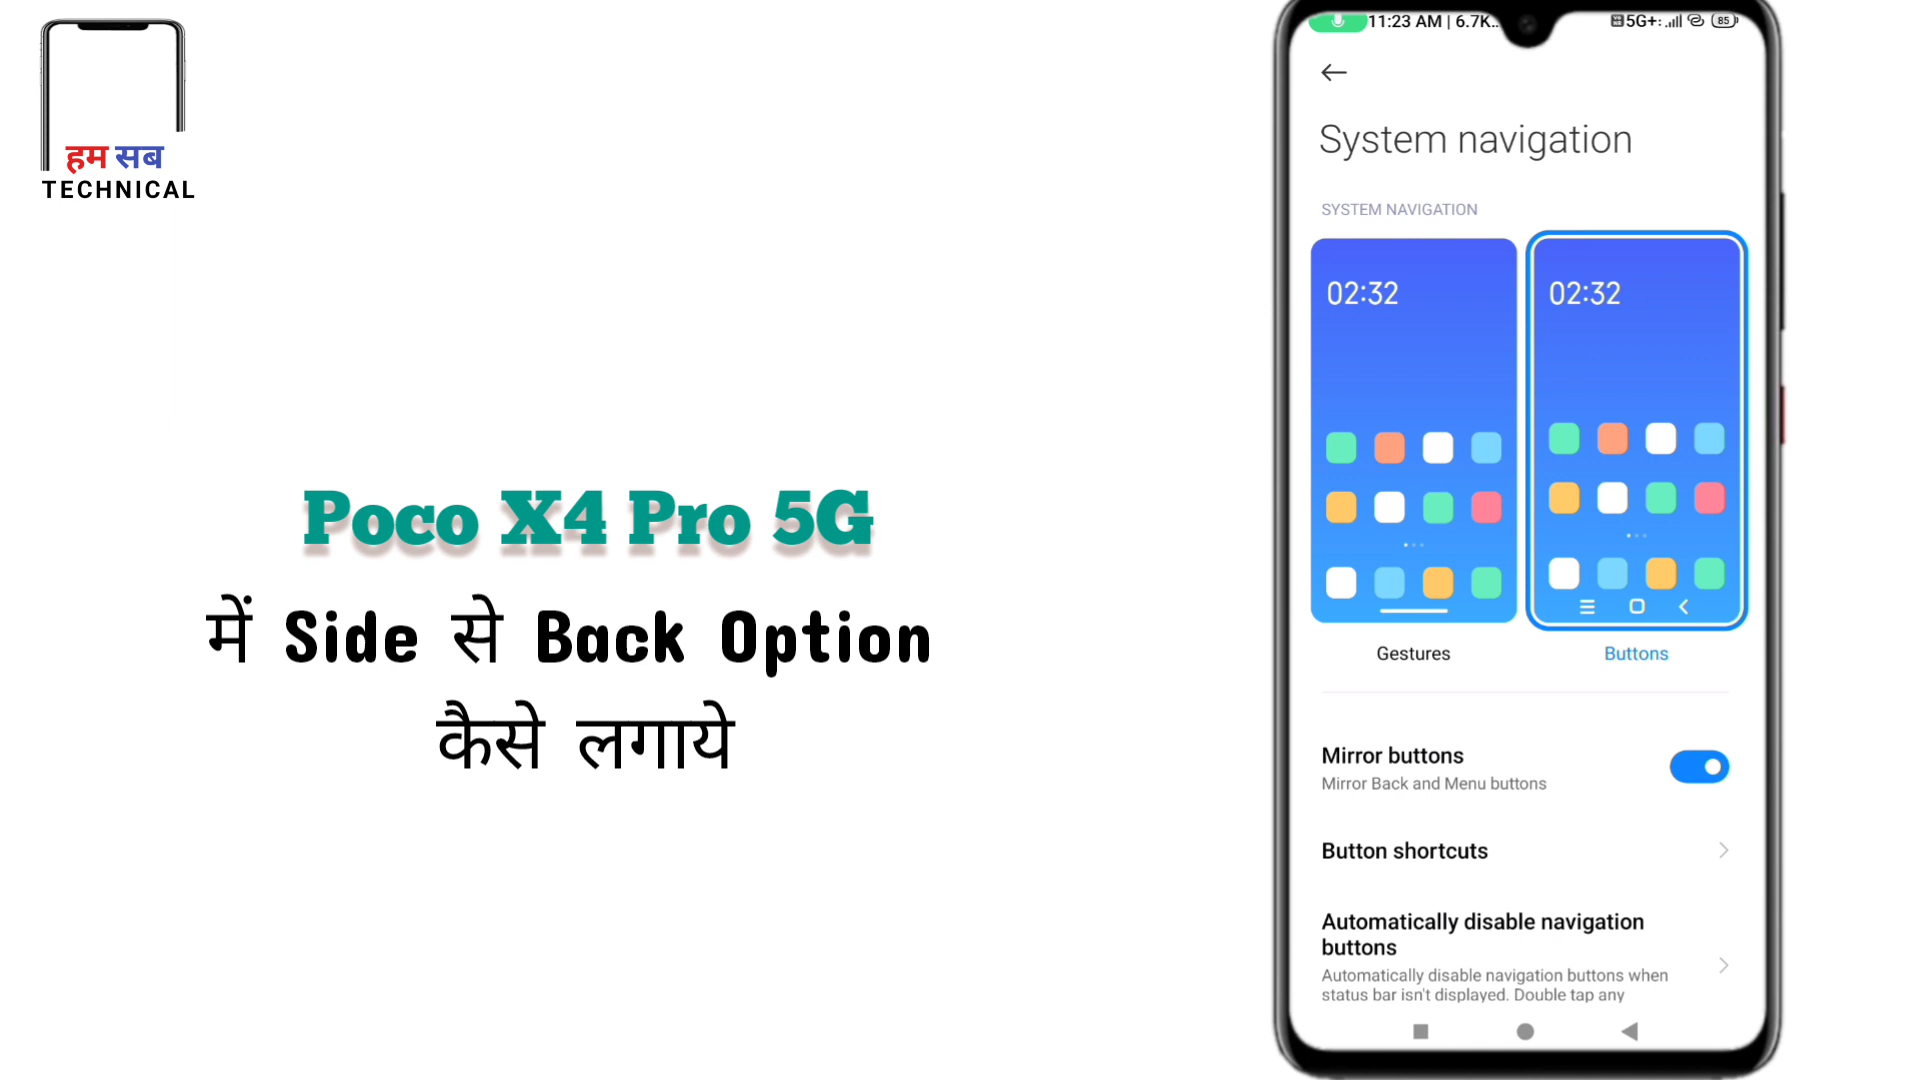 हम सब
TECHNICAL
Poco X4 Pro 5G
में Side से Back Option
कैसे लगाये
11:23 AM | 6.7K..
5G+
85
System navigation
SYSTEM NAVIGATION
02:32
02:32
Gestures
Buttons
Mirror buttons
Mirror Back and Menu buttons
Button shortcuts
Automatically disable navigation
buttons
Automatically disable navigation buttons when
status bar isn't displayed. Double tap any